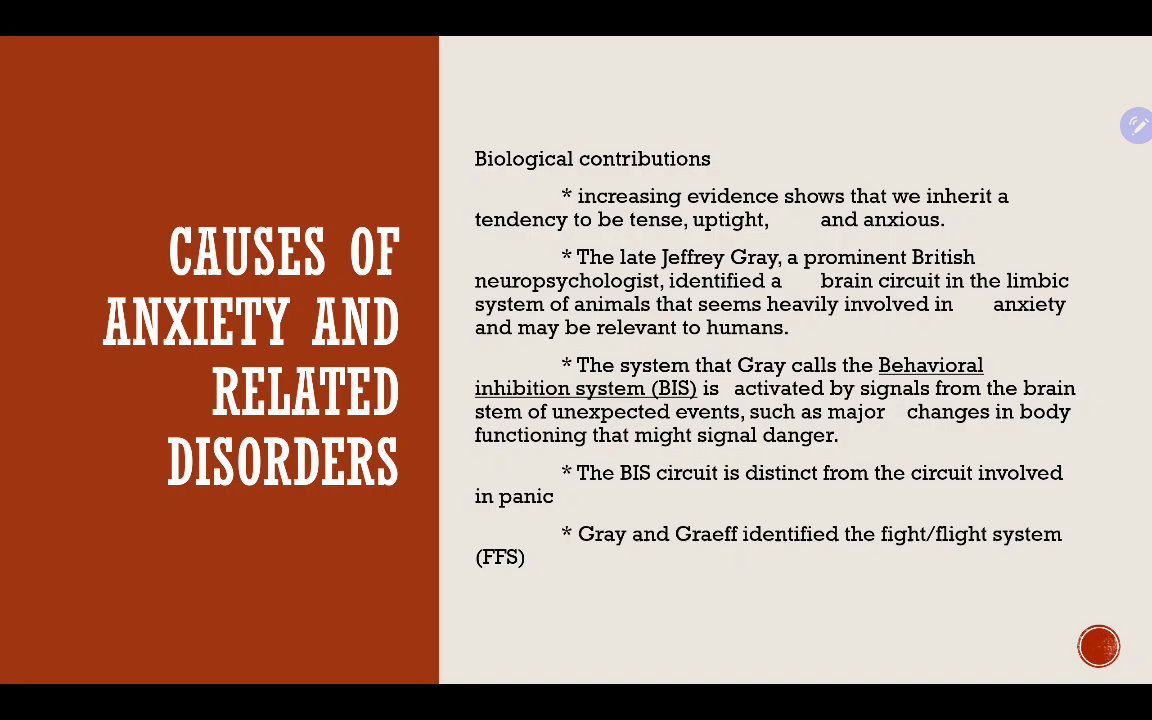 CAUSES OF
ANXIETY AND
RELATED
DISORDERS
Biological contributions
* increasing evidence shows that we inherit a
tendency to be tense, uptight, and anxious.
* The late Jeffrey Gray, a prominent British
neuropsychologist, identified a brain circuit in the limbic
system of animals that seems heavily involved in anxiety
and may be relevant to humans.
* The system that Gray calls the Behavioral
inhibition system (BIS) is activated by signals from the brain
stem of unexpected events, such as major changes in body
functioning that might signal danger.
* The BIS circuit is distinct from the circuit involved
in panic
* Gray and Graeff identified the fight/flight system
(FFS)